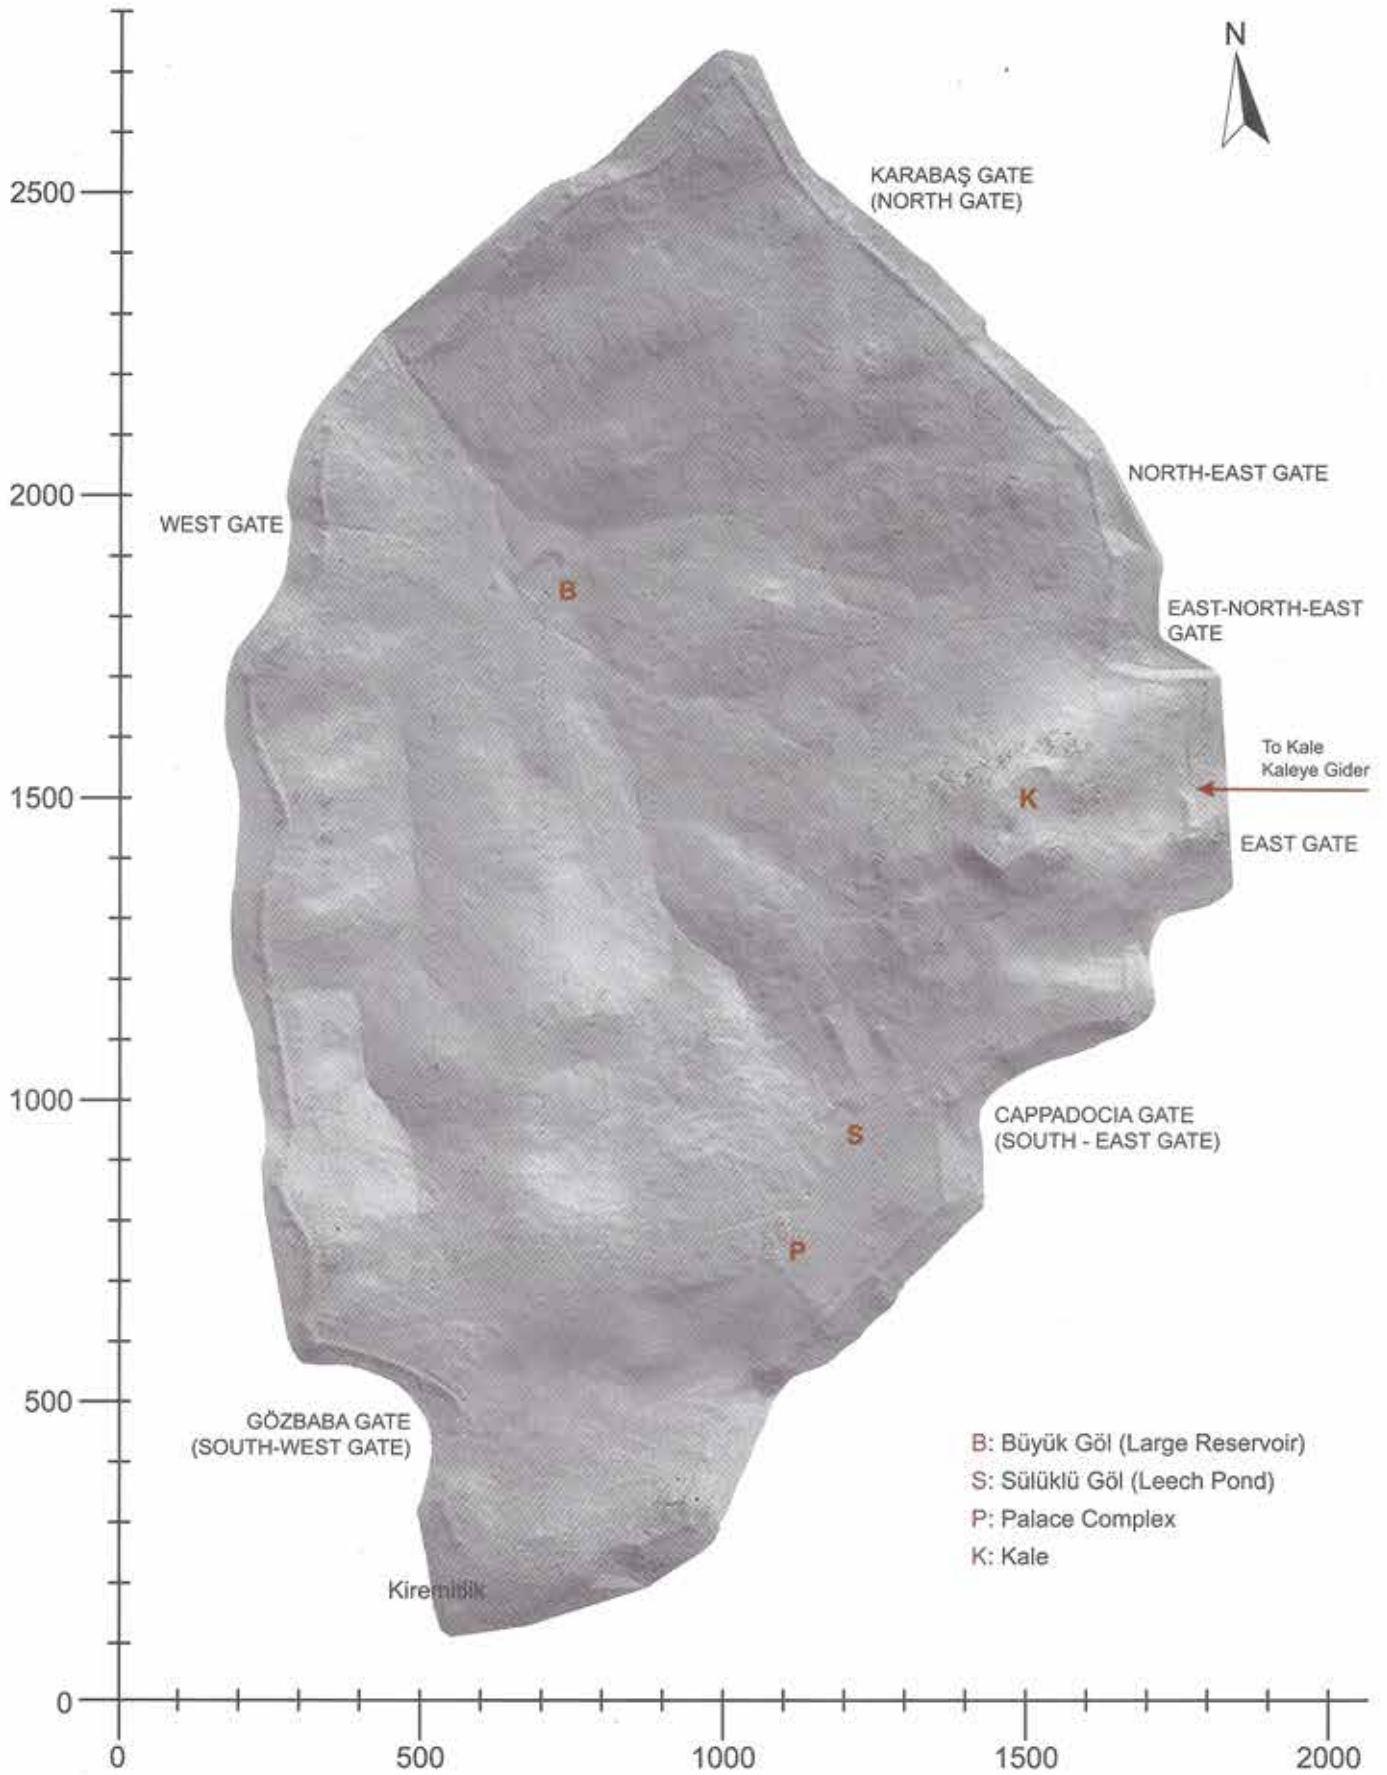 N
KARABAŞ GATE
(NORTH GATE)
2500
NORTH-EAST GATE
2000
WEST GATE
B
EAST-NORTH-EAST
GATE
To Kale
Kaleye Gider
1500
K
EAST GATE
1000
CAPPADOCIA GATE
(SOUTH - EAST GATE)
S
P
500
GÖZBABA GATE
(SOUTH-WEST GATE)
B: Büyük Göl (Large Reservoir)
S: Sülüklü Göl (Leech Pond)
P: Palace Complex
K: Kale
Kiremitlik
0
0 500 1000 1500 2000